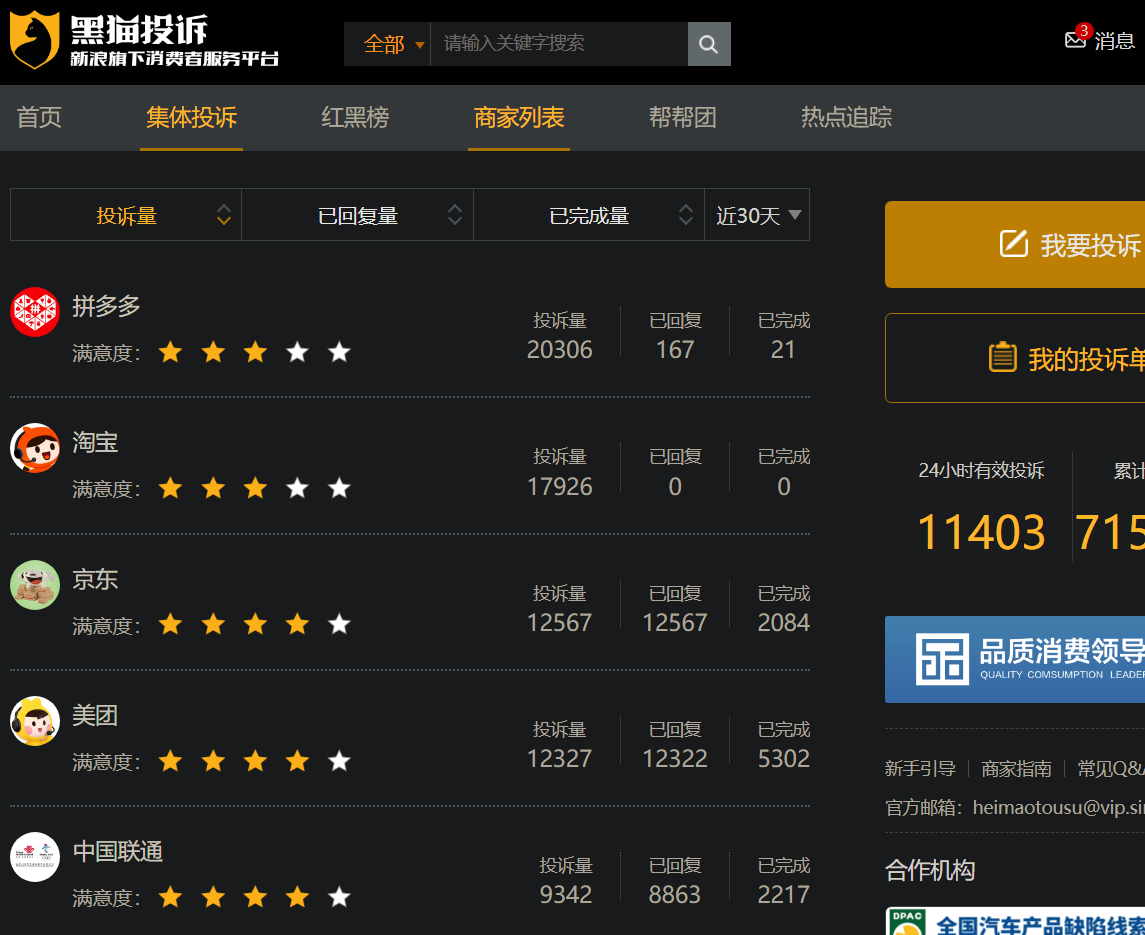 黑猫投诉
新浪旗下消费者服务平台
全部
请输入关键字搜索
3
消息
首页
集体投诉
红黑榜
商家列表
帮帮团
热点追踪
投诉量
已回复量
已完成量
近30天
我要投诉
拼多多
满意度：
投诉量
20306
已回复
167
已完成
21
我的投诉单
淘宝
满意度：
投诉量
17926
已回复
0
已完成
0
24小时有效投诉
11403
累计
715
京东
满意度：
投诉量
12567
已回复
12567
已完成
2084
品质消费领导
QUALITY COMSUMPTION LEADER
美团
满意度：
投诉量
12327
已回复
12322
已完成
5302
新手引导
商家指南
常见Q&A
官方邮箱：heimaotousu@vip.sin
中国联通
满意度：
投诉量
9342
已回复
8863
已完成
2217
合作机构
DPAC
全国汽车产品缺陷线索